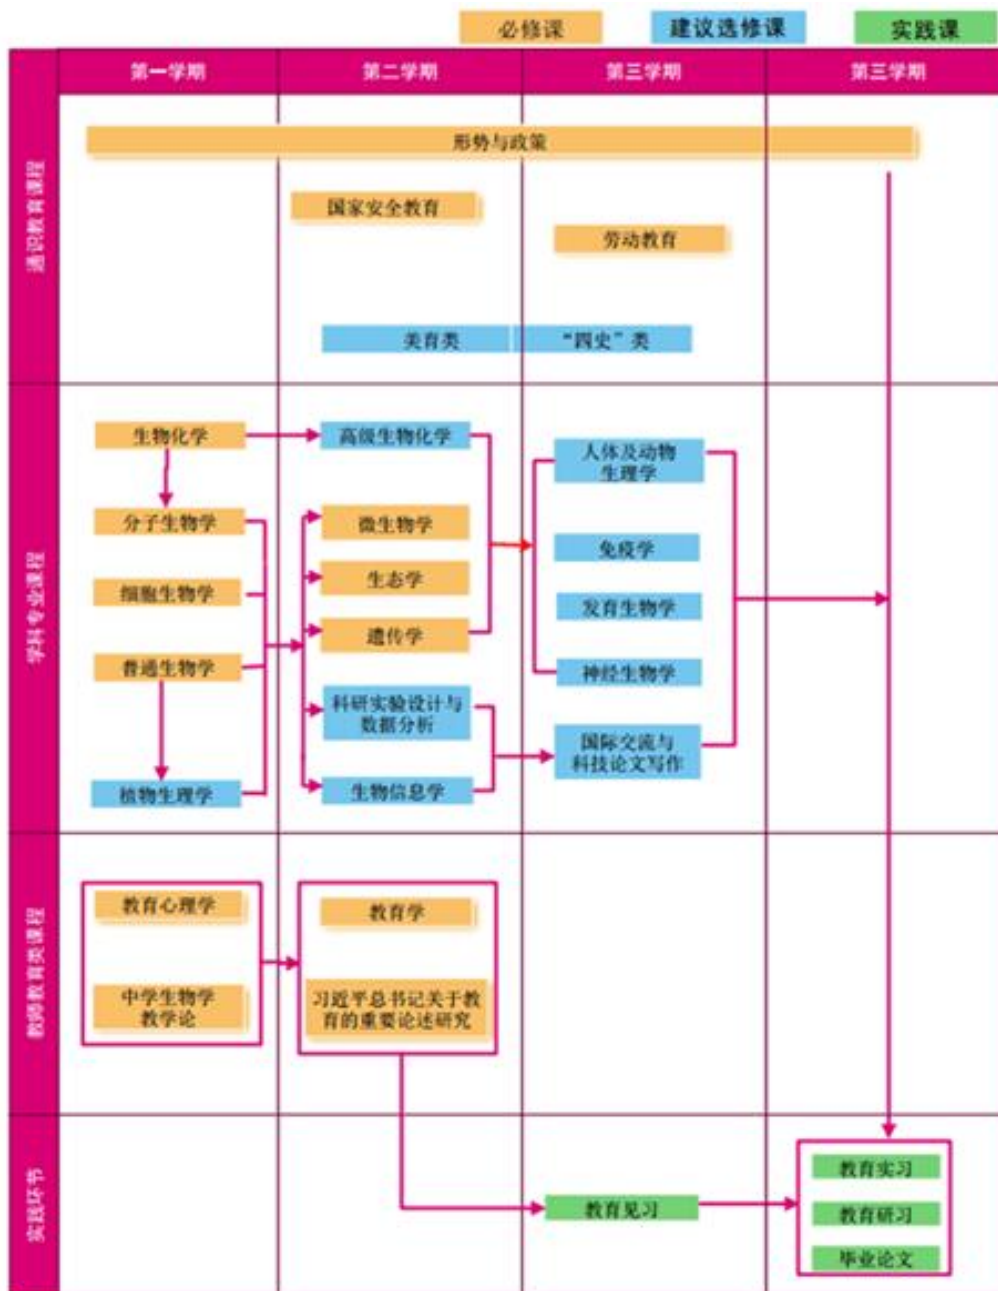 必修课
建议选修课
实践课
第一学期
第二学期
第三学期
第三学期
通识教育课程
形势与政策
国家安全教育
劳动教育
美育类
“四史”类
学科专业课程
生物化学
高级生物化学
人体及动物
生理学
分子生物学
微生物学
免疫学
细胞生物学
生态学
发育生物学
普通生物学
遗传学
神经生物学
科研实验设计与
数据分析
国际交流与
科技论文写作
植物生理学
生物信息学
教师教育类课程
教育心理学
教育学
中学生物学
教学论
习近平总书记关于教
育的重要论述研究
实践环节
教育见习
教育实习
教育研习
毕业论文